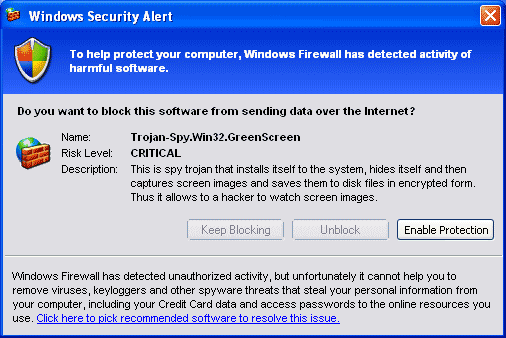 Windows Security Alert
To help protect your computer, Windows Firewall has detected activity of
harmful software.
Do you want to block this software from sending data over the Internet?
Name: Trojan-Spy.Win32.GreenScreen
Risk Level: CRITICAL
Description: This is spy trojan that installs itself to the system, hides itself and then
captures screen images and saves them to disk files in encrypted form.
Thus it allows to a hacker to watch screen images.
Keep Blocking Unblock Enable Protection
Windows Firewall has detected unauthorized activity, but unfortunately it cannot help you to
remove viruses, keyloggers and other spyware threats that steal your personal information from
your computer, including your Credit Card data and access passwords to the online resources you
use. Click here to pick recommended software to resolve this issue.